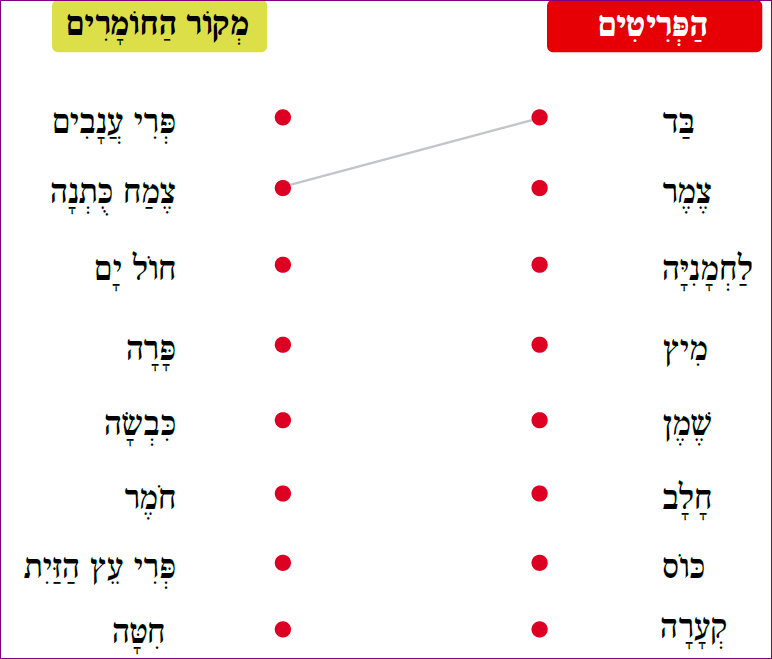 הַפְּרִיטִים
מְקוֹר הַחוֹמָרִים
בַּד
פְּרִי עֲנָבִים
צֶמֶר
צֶמַח כֻּתְנָה
לַחְמָנִיָּה
חוֹל יָם
מִיץ
פָּרָה
שֶׁמֶן
כִּבְשָׂה
חָלָב
חֹמֶר
כּוֹס
פְּרִי עֵץ הַזַּיִת
קְעָרָה
חִטָּה